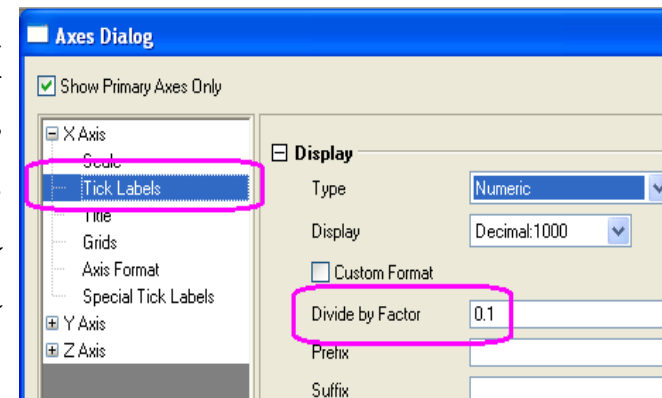 Axes Dialog
Show Primary Axes Only
X Axis
Scale
Tick Labels
Title
Grids
Axis Format
Special Tick Labels
Y Axis
Z Axis
Display
Type Numeric
Display Decimal:1000
Custom Format
Divide by Factor 0.1
Prefix
Suffix